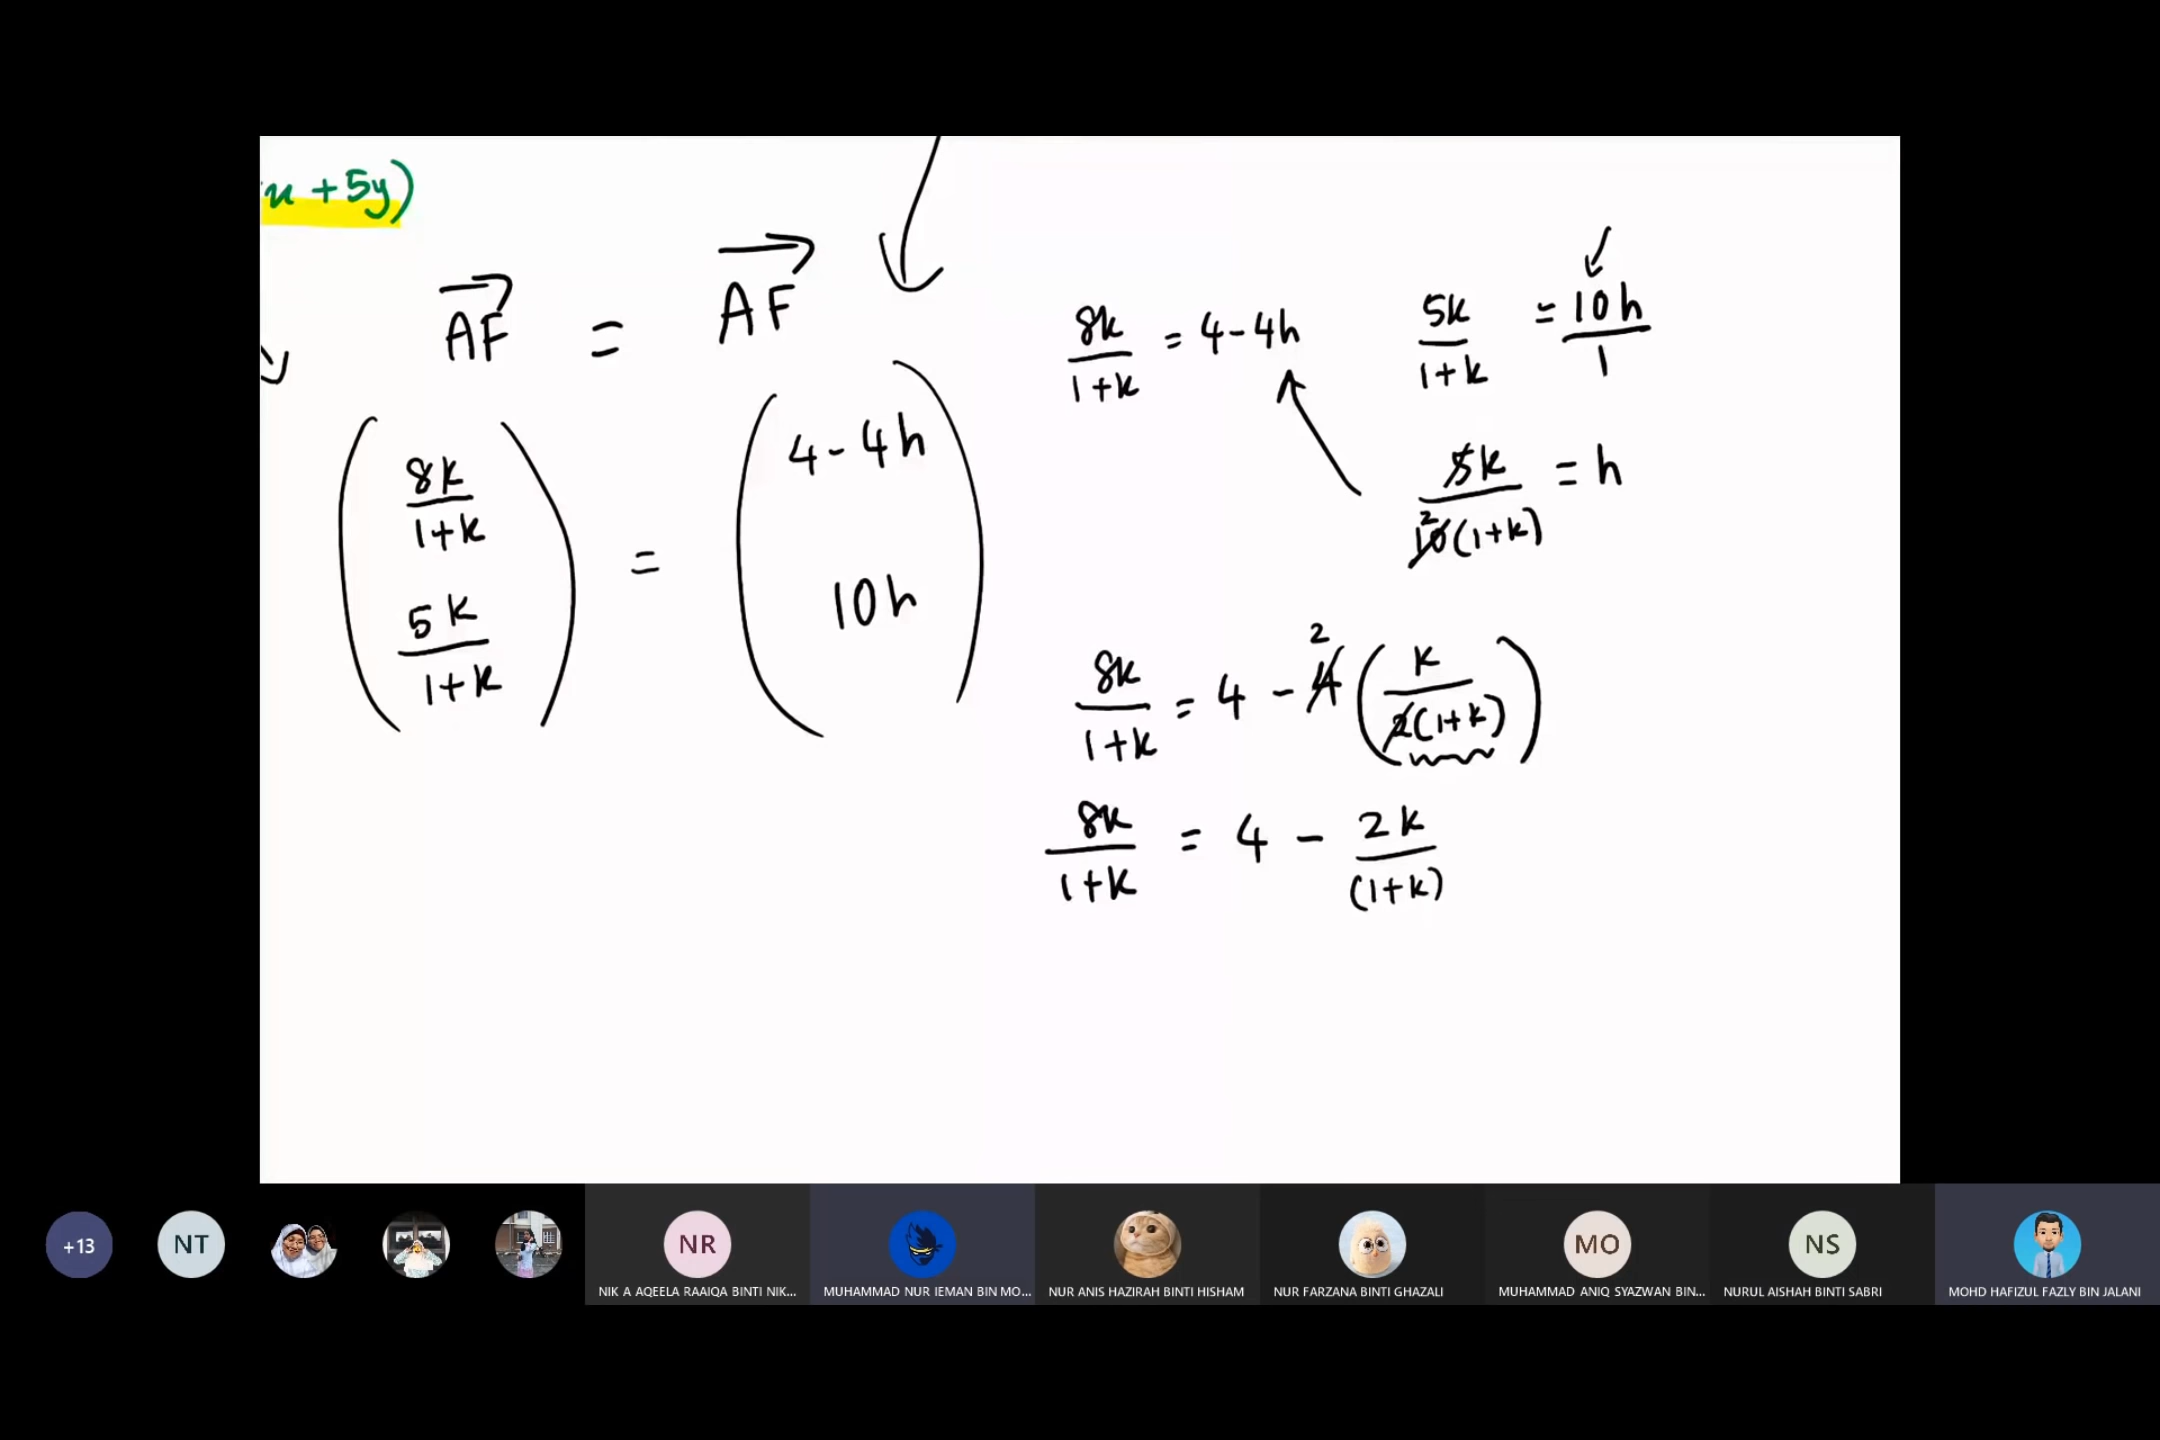 x + 5y)
AF = AF
8k/1+k = 4-4h
5k/1+k = 10h/1
(8k/1+k 5k/1+k) = (4-4h 10h)
5k/10 2(1+k) = h
8k/1+k = 4 - 4 2(k/2(1+k))
8k/1+k = 4 - 2k/(1+k)
+13
NT
NR
MO
NS
NIK A AQEELA RAAIQA BINTI NIK...
MUHAMMAD NUR IEMAN BIN MO...
NUR ANIS HAZIRAH BINTI HISHAM
NUR FARZANA BINTI GHAZALI
MUHAMMAD ANIQ SYAZWAN BIN...
NURUL AISHAH BINTI SABRI
MOHD HAFIZUL FAZLY BIN JALANI